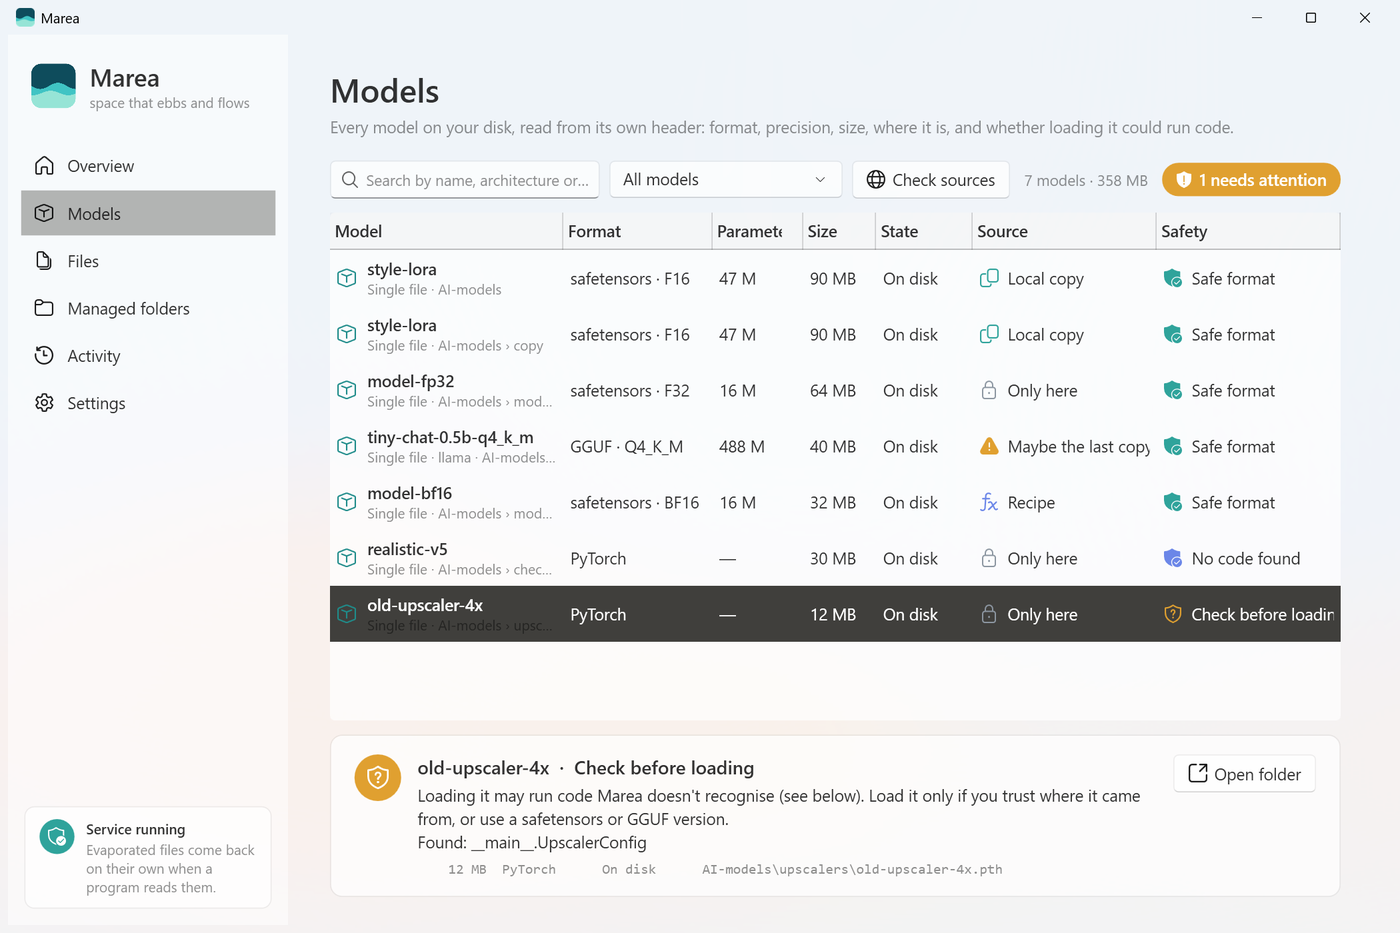 Marea
Marea
space that ebbs and flows
Overview
Models
Files
Managed folders
Activity
Settings
Service running
Evaporated files come back
on their own when a
program reads them.
Models
Every model on your disk, read from its own header: format, precision, size, where it is, and whether loading it could run code.
Search by name, architecture or... All models Check sources 7 models · 358 MB 1 needs attention
Model Format Paramete Size State Source Safety
style-lora
Single file · AI-models
safetensors · F16 47 M 90 MB On disk Local copy Safe format
style-lora
Single file · AI-models › copy
safetensors · F16 47 M 90 MB On disk Local copy Safe format
model-fp32
Single file · AI-models › mod...
safetensors · F32 16 M 64 MB On disk Only here Safe format
tiny-chat-0.5b-q4_k_m
Single file · llama · AI-models...
GGUF · Q4_K_M 488 M 40 MB On disk Maybe the last copy Safe format
model-bf16
Single file · AI-models › mod...
safetensors · BF16 16 M 32 MB On disk Recipe Safe format
realistic-v5
Single file · AI-models › chec...
PyTorch — 30 MB On disk Only here No code found
old-upscaler-4x
Single file · AI-models › upsc...
PyTorch — 12 MB On disk Only here Check before loadin
old-upscaler-4x · Check before loading
Loading it may run code Marea doesn't recognise (see below). Load it only if you trust where it came
from, or use a safetensors or GGUF version.
Found: __main__.UpscalerConfig
12 MB PyTorch On disk AI-models\upscalers\old-upscaler-4x.pth
Open folder